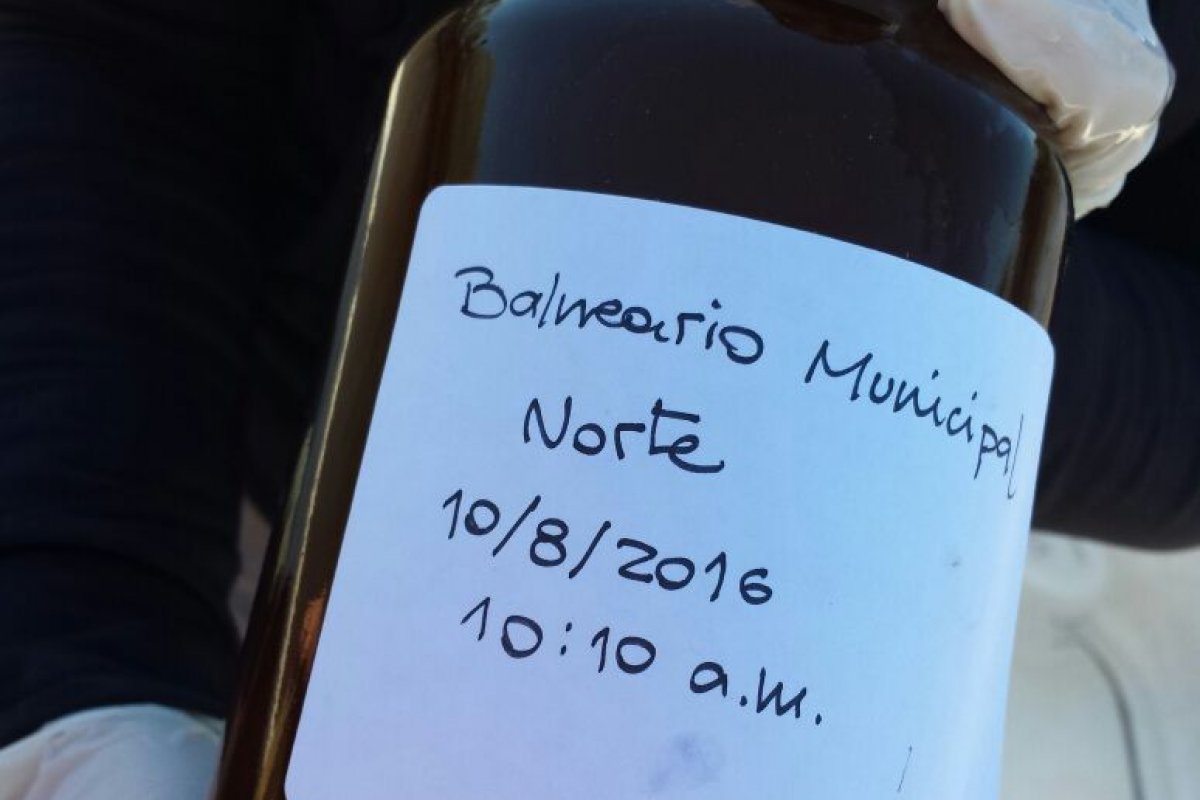 Balneario Municipal
Norte
10/8/2016
10:10 a.m.